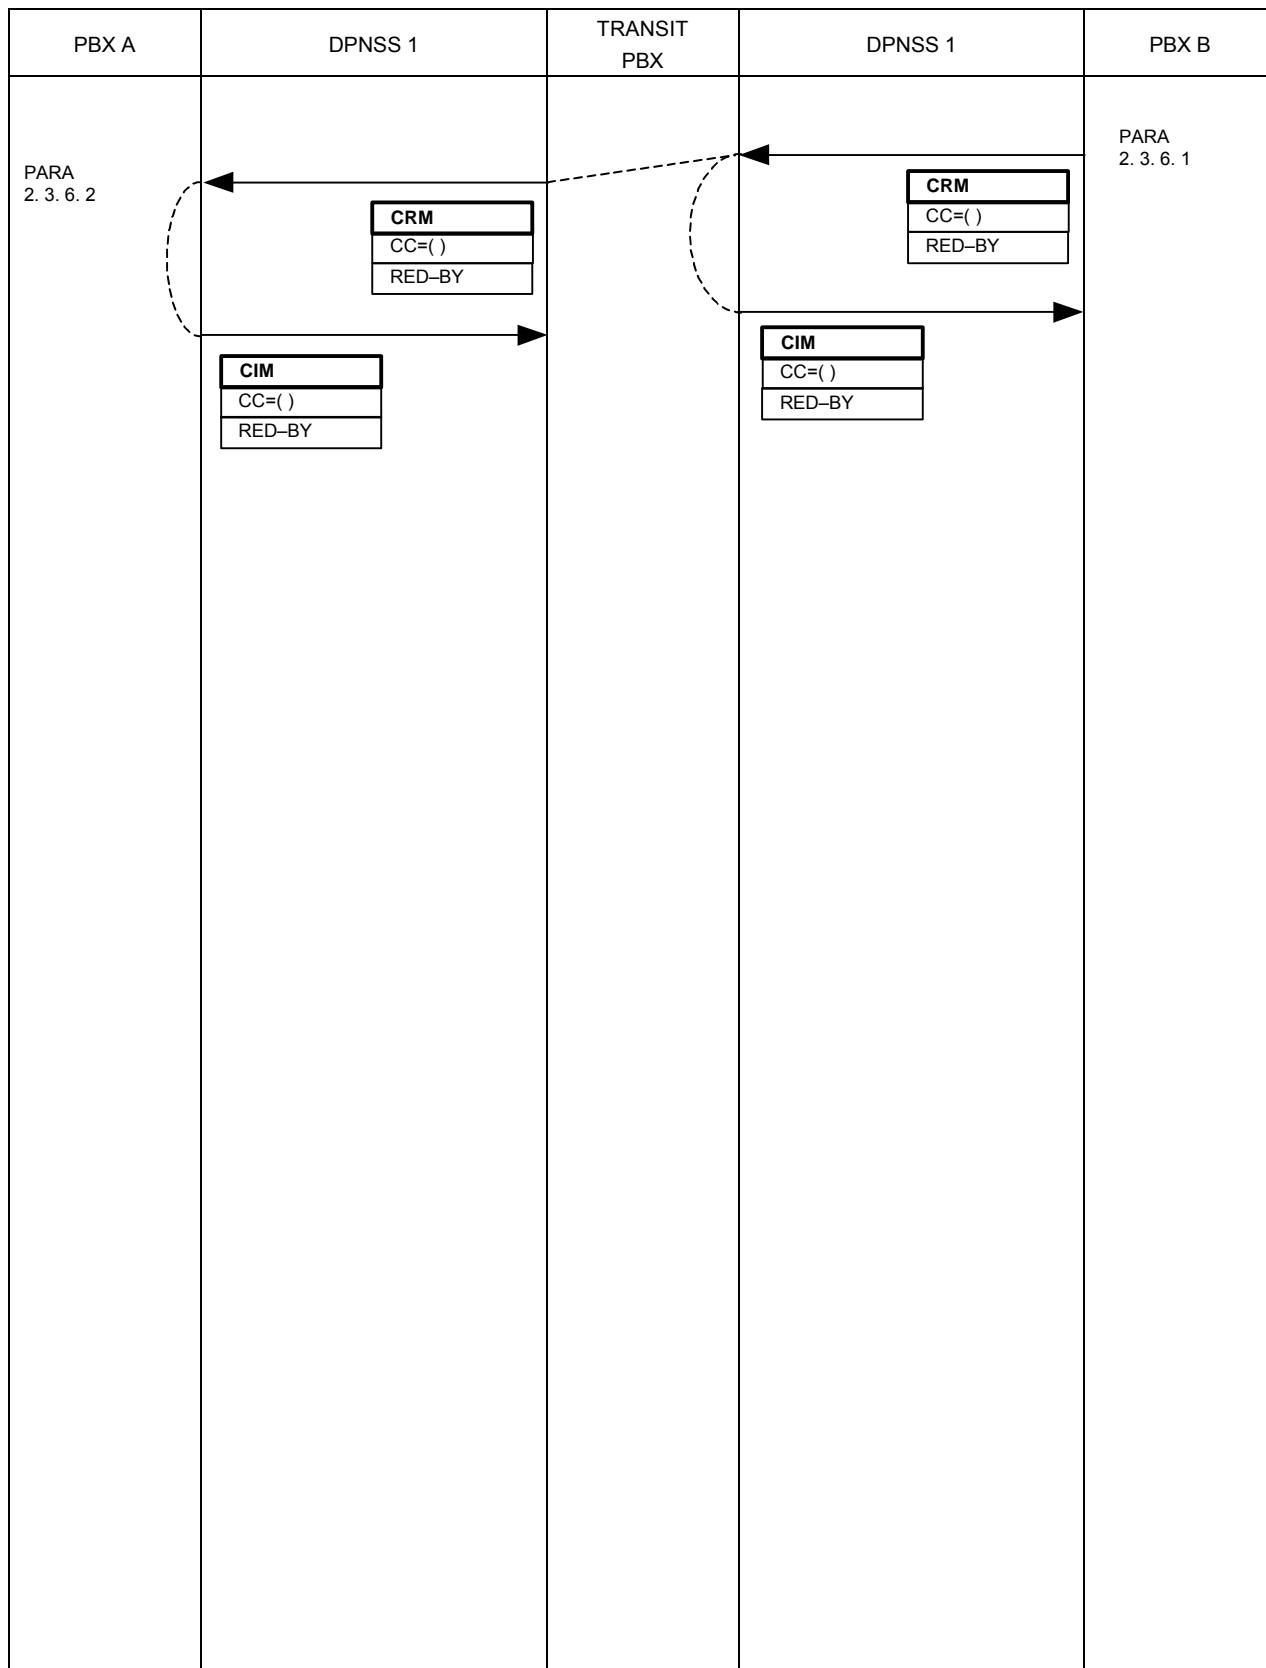 PBX A
DPNSS 1
TRANSIT
PBX
DPNSS 1
PBX B
PARA
2. 3. 6. 1
PARA
2. 3. 6. 2
CRM
CC=( )
RED–BY
CRM
CC=( )
RED–BY
CIM
CC=( )
RED–BY
CIM
CC=( )
RED–BY